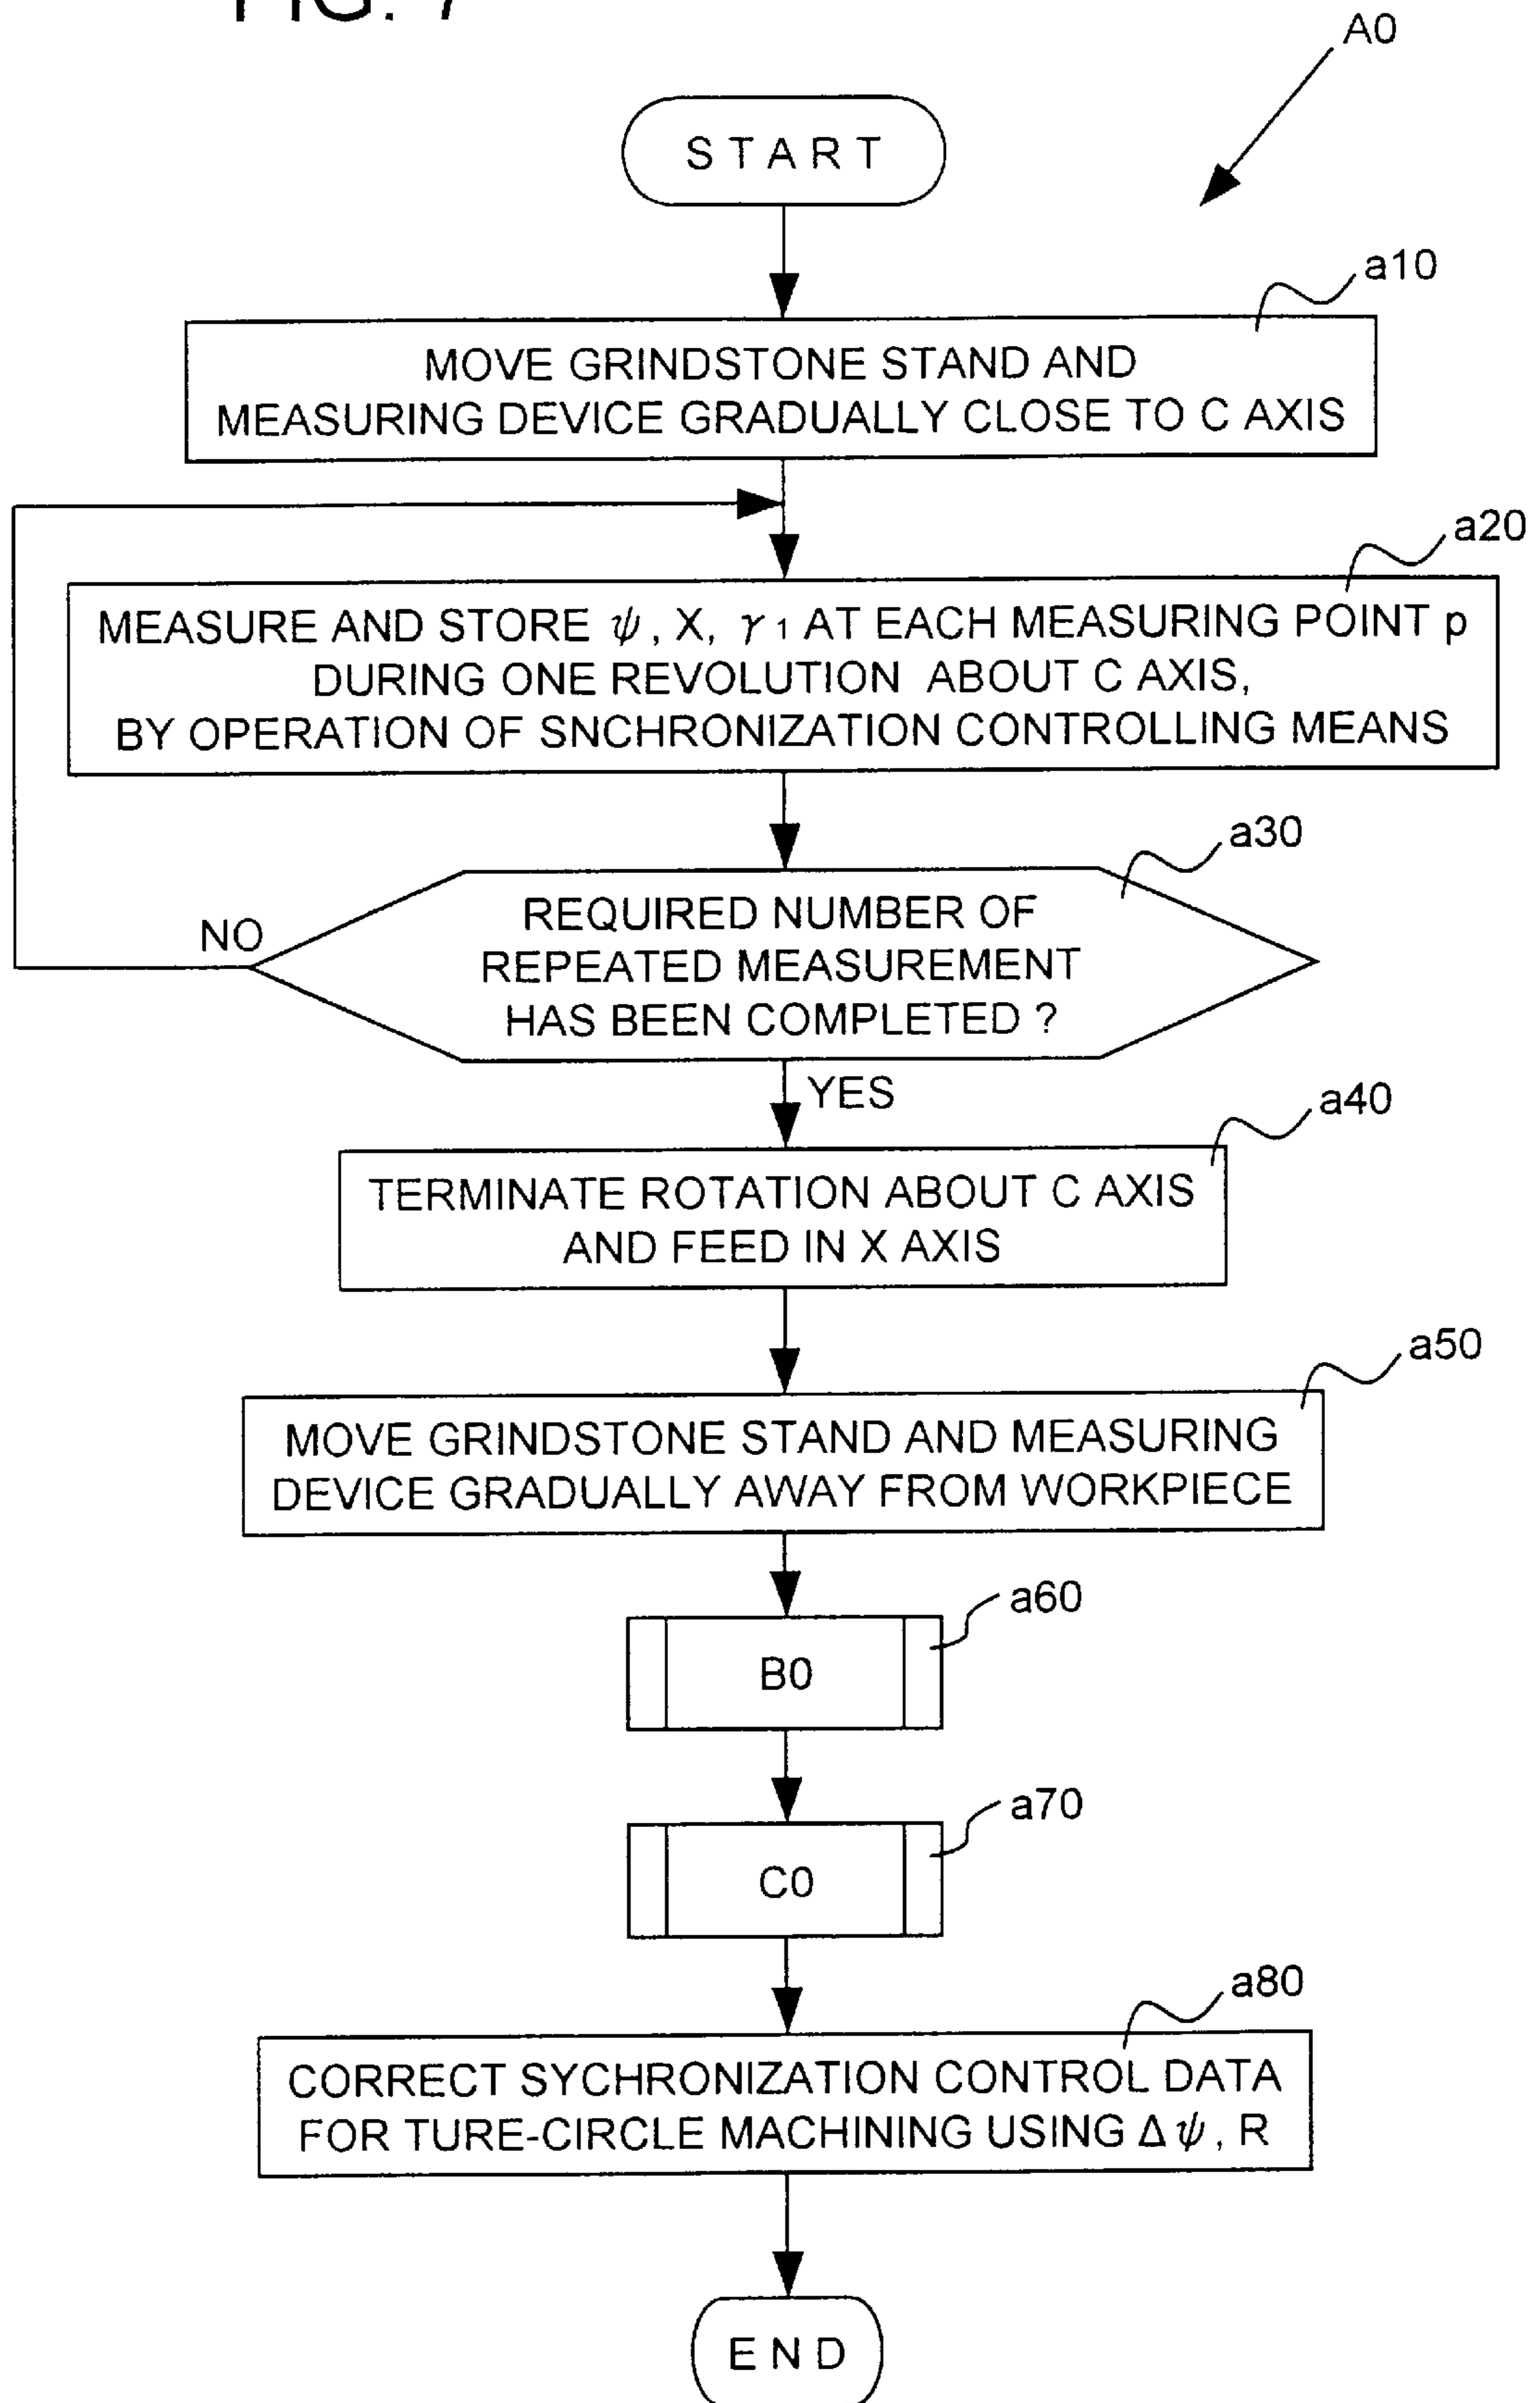 FIG. 7
A0
START
a10
MOVE GRINDSTONE STAND AND
MEASURING DEVICE GRADUALLY CLOSE TO C AXIS
a20
MEASURE AND STORE ψ, X, γ1 AT EACH MEASURING POINT p
DURING ONE REVOLUTION ABOUT C AXIS,
BY OPERATION OF SNCHRONIZATION CONTROLLING MEANS
a30
REQUIRED NUMBER OF
REPEATED MEASUREMENT
HAS BEEN COMPLETED ?
NO
YES
a40
TERMINATE ROTATION ABOUT C AXIS
AND FEED IN X AXIS
a50
MOVE GRINDSTONE STAND AND MEASURING
DEVICE GRADUALLY AWAY FROM WORKPIECE
a60
B0
a70
C0
a80
CORRECT SYCHRONIZATION CONTROL DATA
FOR TURE-CIRCLE MACHINING USING Δψ, R
END